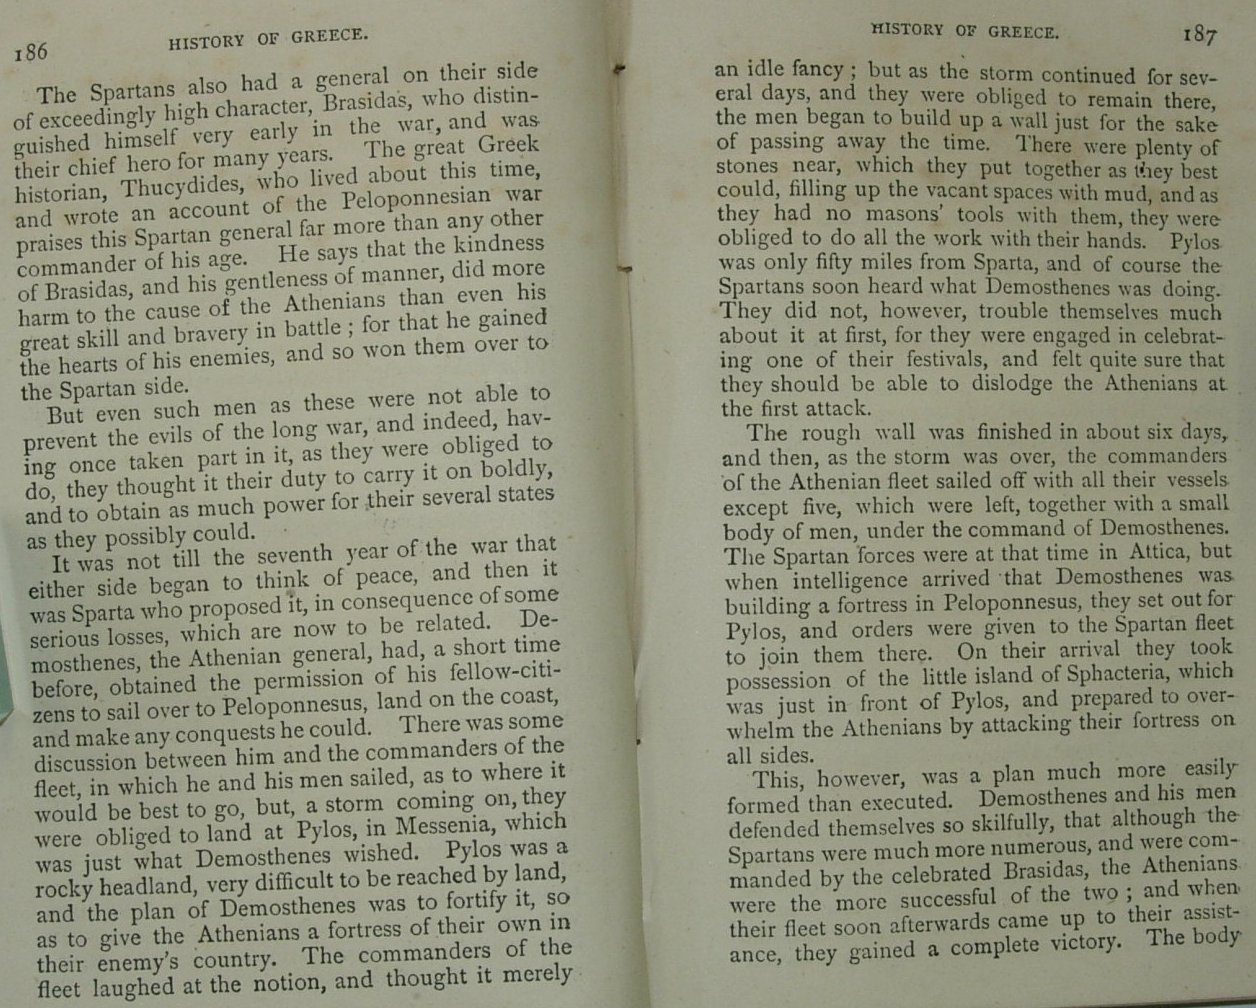 186
HISTORY OF GREECE.
The Spartans also had a general on their side
of exceedingly high character, Brasidas, who distin-
guished himself very early in the war, and was
their chief hero for many years. The great Greek
historian, Thucydides, who lived about this time,
and wrote an account of the Peloponnesian war
praises this Spartan general far more than any other
commander of his age. He says that the kindness
of Brasidas, and his gentleness of manner, did more
harm to the cause of the Athenians than even his
great skill and bravery in battle ; for that he gained
the hearts of his enemies, and so won them over to
the Spartan side.
But even such men as these were not able to
prevent the evils of the long war, and indeed, hav-
ing once taken part in it, as they were obliged to
do, they thought it their duty to carry it on boldly,
and to obtain as much power for their several states
as they possibly could.
It was not till the seventh year of the war that
either side began to think of peace, and then it
was Sparta who proposed it, in consequence of some
serious losses, which are now to be related. De-
mosthenes, the Athenian general, had, a short time
before, obtained the permission of his fellow-citi-
zens to sail over to Peloponnesus, land on the coast,
and make any conquests he could. There was some
discussion between him and the commanders of the
fleet, in which he and his men sailed, as to where it
would be best to go, but, a storm coming on, they
were obliged to land at Pylos, in Messenia, which
was just what Demosthenes wished. Pylos was a
rocky headland, very difficult to be reached by land,
and the plan of Demosthenes was to fortify it, so
as to give the Athenians a fortress of their own in
their enemy's country. The commanders of the
fleet laughed at the notion, and thought it merely
HISTORY OF GREECE.
187
an idle fancy ; but as the storm continued for sev-
eral days, and they were obliged to remain there,
the men began to build up a wall just for the sake
of passing away the time. There were plenty of
stones near, which they put together as they best
could, filling up the vacant spaces with mud, and as
they had no masons' tools with them, they were
obliged to do all the work with their hands. Pylos
was only fifty miles from Sparta, and of course the
Spartans soon heard what Demosthenes was doing.
They did not, however, trouble themselves much
about it at first, for they were engaged in celebrat-
ing one of their festivals, and felt quite sure that
they should be able to dislodge the Athenians at
the first attack.
The rough wall was finished in about six days,
and then, as the storm was over, the commanders
of the Athenian fleet sailed off with all their vessels
except five, which were left, together with a small
body of men, under the command of Demosthenes.
The Spartan forces were at that time in Attica, but
when intelligence arrived that Demosthenes was
building a fortress in Peloponnesus, they set out for
Pylos, and orders were given to the Spartan fleet
to join them there. On their arrival they took
possession of the little island of Sphacteria, which
was just in front of Pylos, and prepared to over-
whelm the Athenians by attacking their fortress on
all sides.
This, however, was a plan much more easily
formed than executed. Demosthenes and his men
defended themselves so skilfully, that although the
Spartans were much more numerous, and were com-
manded by the celebrated Brasidas, the Athenians
were the more successful of the two ; and when
their fleet soon afterwards came up to their assist-
ance, they gained a complete victory. The body